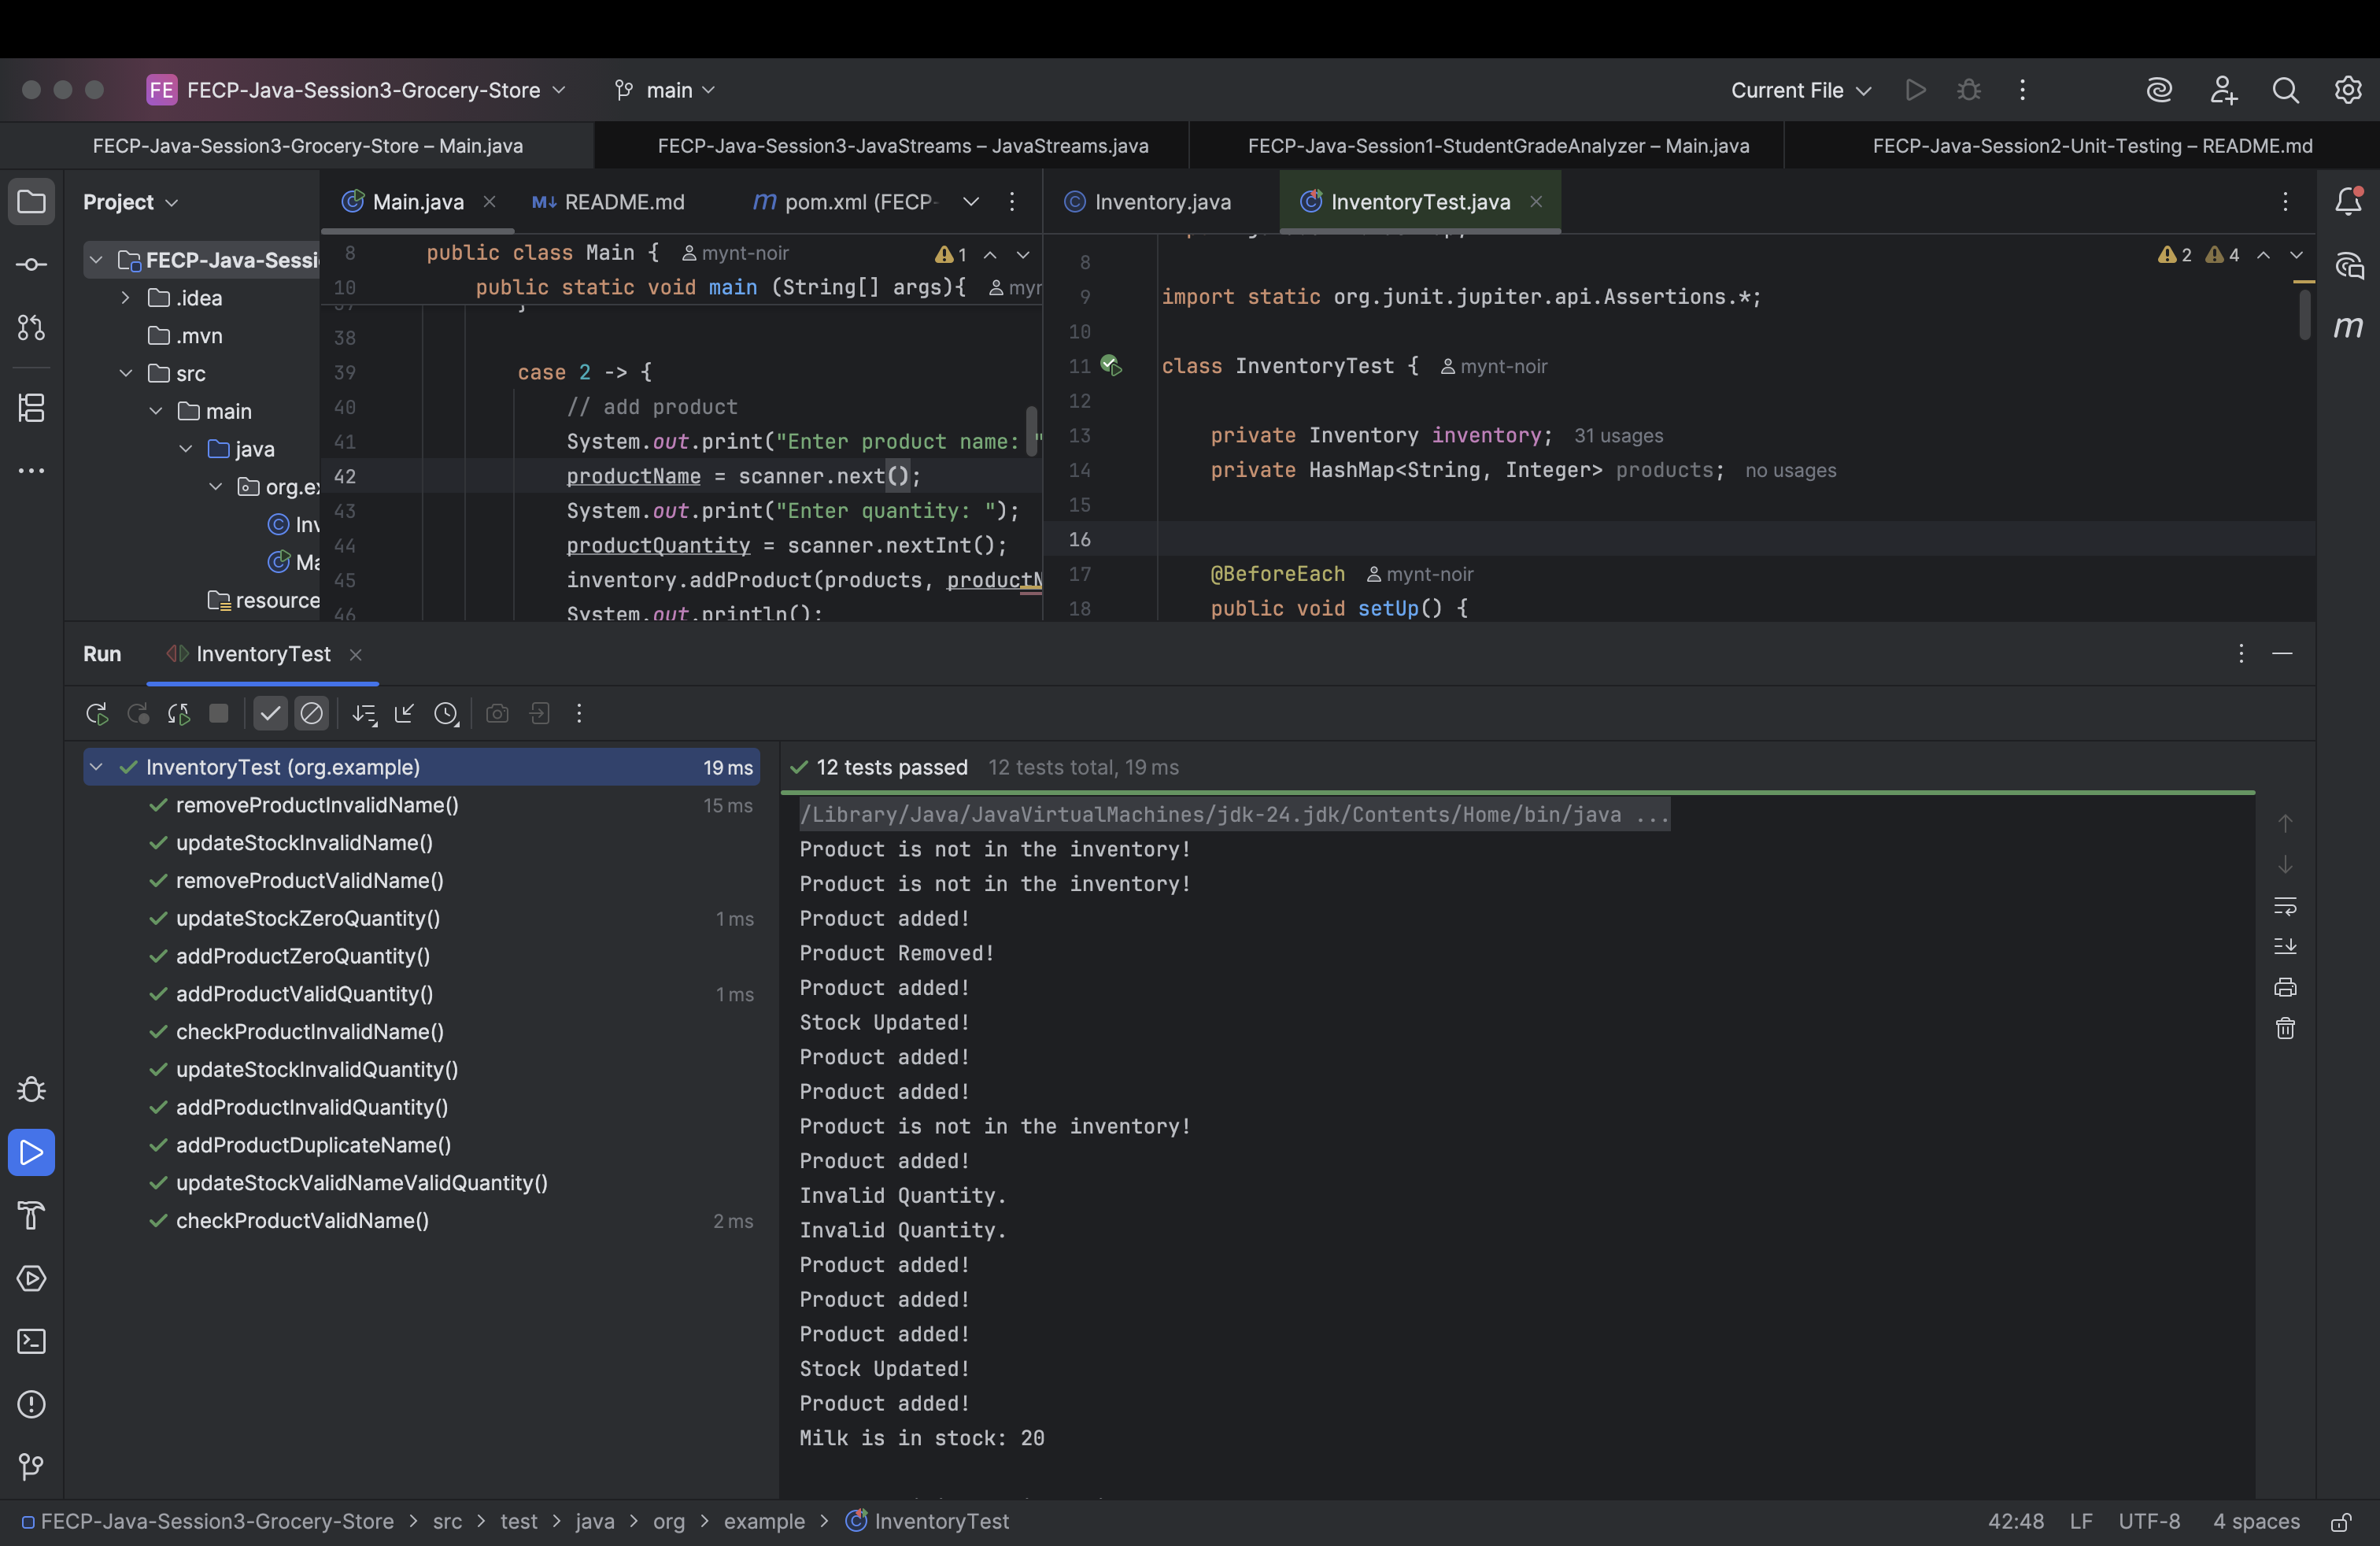 FE FECP-Java-Session3-Grocery-Store main Current File
FECP-Java-Session3-Grocery-Store – Main.java FECP-Java-Session3-JavaStreams – JavaStreams.java FECP-Java-Session1-StudentGradeAnalyzer – Main.java FECP-Java-Session2-Unit-Testing – README.md
Project
FECP-Java-Sessi
.idea
.mvn
src
main
java
org.ex
Inv
Ma
resource
Main.java README.md pom.xml (FECP-
8 public class Main { mynt-noir 1
10 public static void main (String[] args){ myr
37 }
38
39 case 2 -> {
40 // add product
41 System.out.print("Enter product name: "
42 productName = scanner.next();
43 System.out.print("Enter quantity: ");
44 productQuantity = scanner.nextInt();
45 inventory.addProduct(products, productN
46 System.out.println();
Inventory.java InventoryTest.java
8 2 4
9 import static org.junit.jupiter.api.Assertions.*;
10
11 class InventoryTest { mynt-noir
12
13 private Inventory inventory; 31 usages
14 private HashMap<String, Integer> products; no usages
15
16
17 @BeforeEach mynt-noir
18 public void setUp() {
Run InventoryTest
InventoryTest (org.example) 19 ms
removeProductInvalidName() 15 ms
updateStockInvalidName()
removeProductValidName()
updateStockZeroQuantity() 1 ms
addProductZeroQuantity()
addProductValidQuantity() 1 ms
checkProductInvalidName()
updateStockInvalidQuantity()
addProductInvalidQuantity()
addProductDuplicateName()
updateStockValidNameValidQuantity()
checkProductValidName() 2 ms
12 tests passed 12 tests total, 19 ms
/Library/Java/JavaVirtualMachines/jdk-24.jdk/Contents/Home/bin/java ...
Product is not in the inventory!
Product is not in the inventory!
Product added!
Product Removed!
Product added!
Stock Updated!
Product added!
Product added!
Product is not in the inventory!
Product added!
Invalid Quantity.
Invalid Quantity.
Product added!
Product added!
Product added!
Stock Updated!
Product added!
Milk is in stock: 20
FECP-Java-Session3-Grocery-Store > src > test > java > org > example > InventoryTest 42:48 LF UTF-8 4 spaces